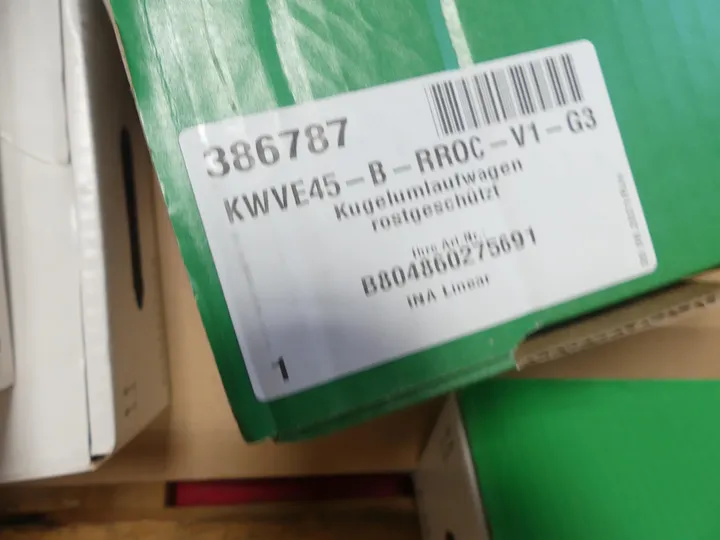 386787
KWVE45-B-RROC-V1-G3
Kugelumlaufwagen
rostgeschützt
Ihre Art.Nr.:
B804860275691
INA Linear
1